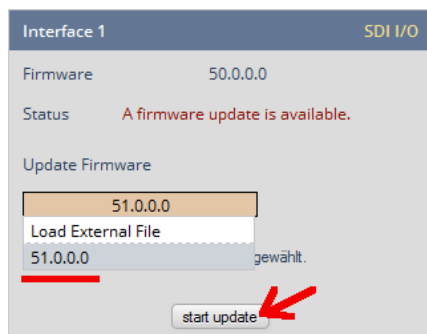 Interface 1 SDI I/O
Firmware 50.0.0.0
Status A firmware update is available.
Update Firmware
51.0.0.0
Load External File
51.0.0.0 gewählt.
start update